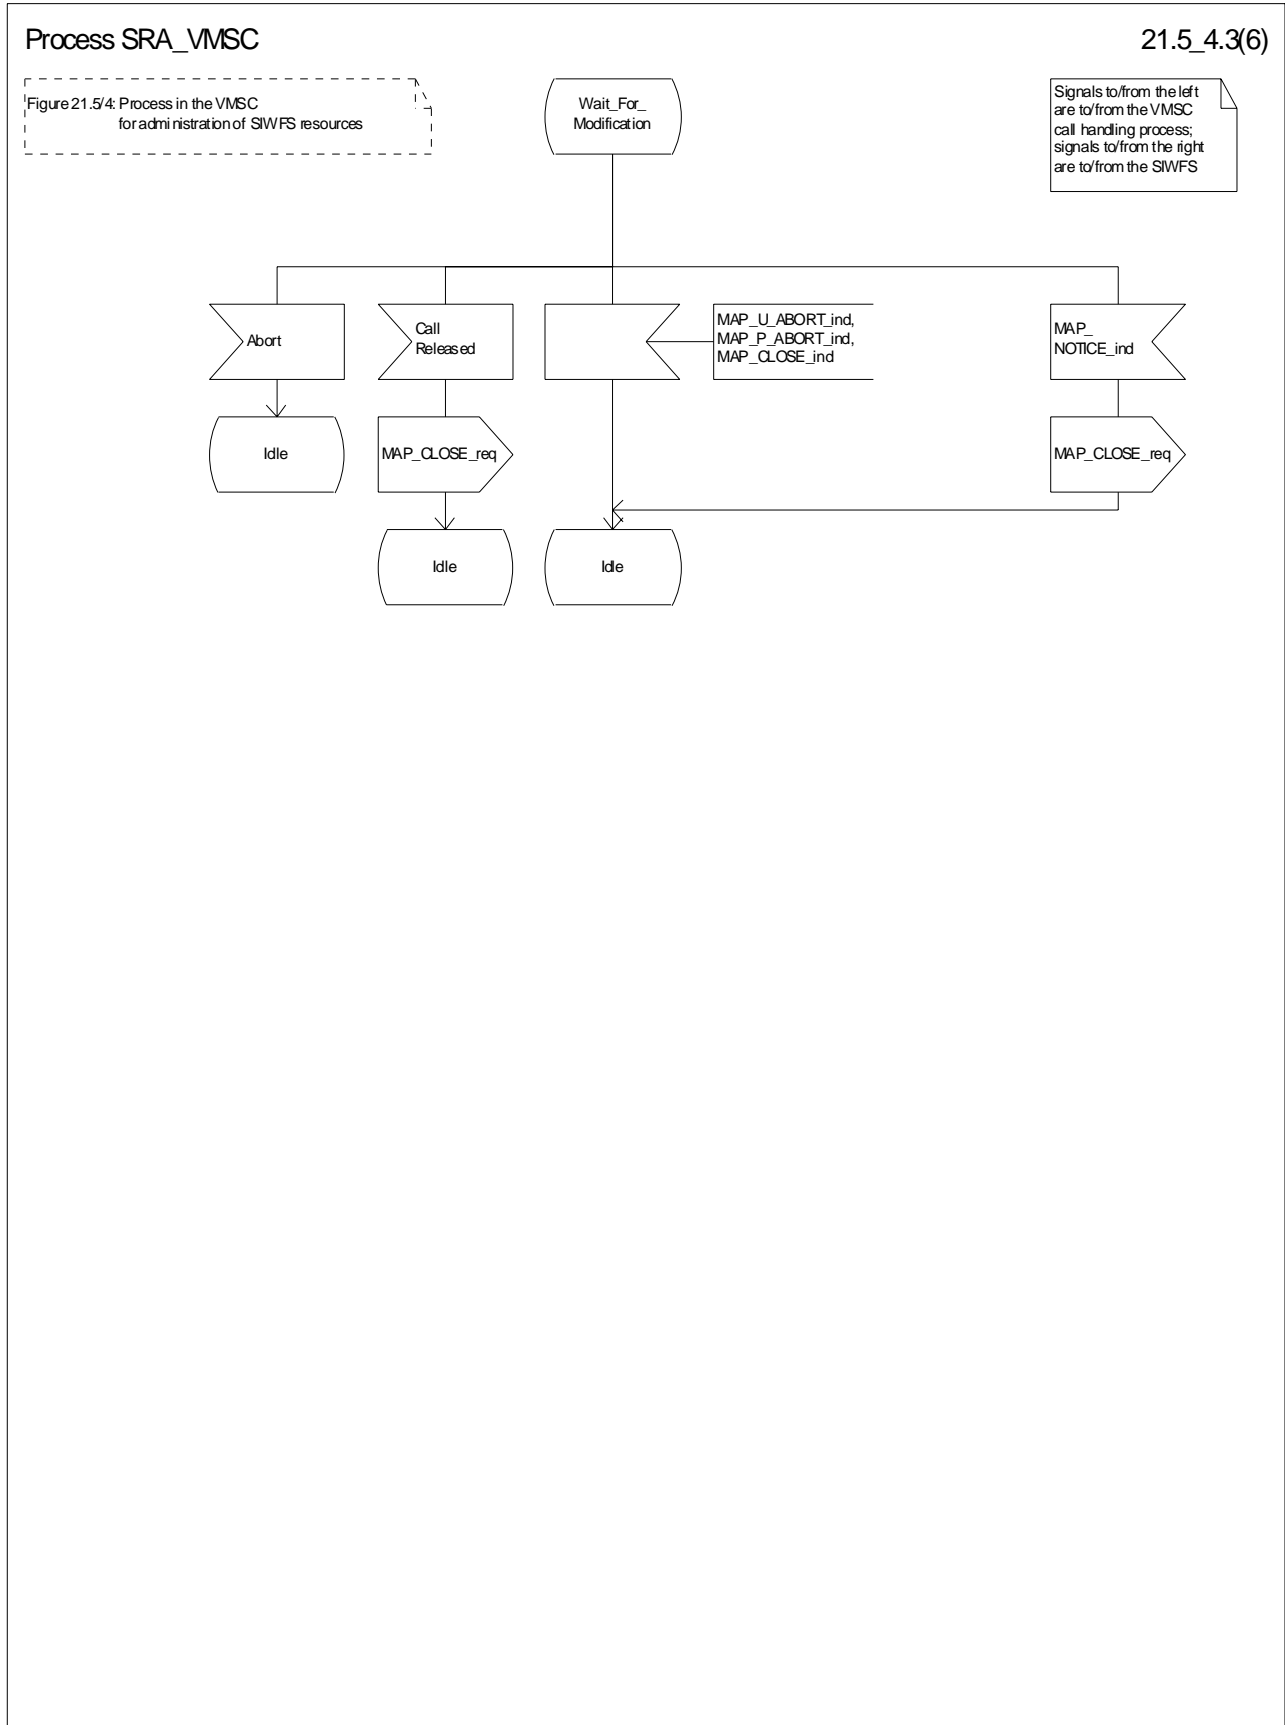 Process SRA_VMSC
21.5_4.3(6)
Figure 21.5/4: Process in the VMSC
for administration of SIWFS resources
Wait_For_
Modification
Signals to/from the left
are to/from the VMSC
call handling process;
signals to/from the right
are to/from the SIWFS
Abort
Call
Released
MAP_U_ABORT_ind,
MAP_P_ABORT_ind,
MAP_CLOSE_ind
MAP_
NOTICE_ind
Idle
MAP_CLOSE_req
MAP_CLOSE_req
Idle
Idle